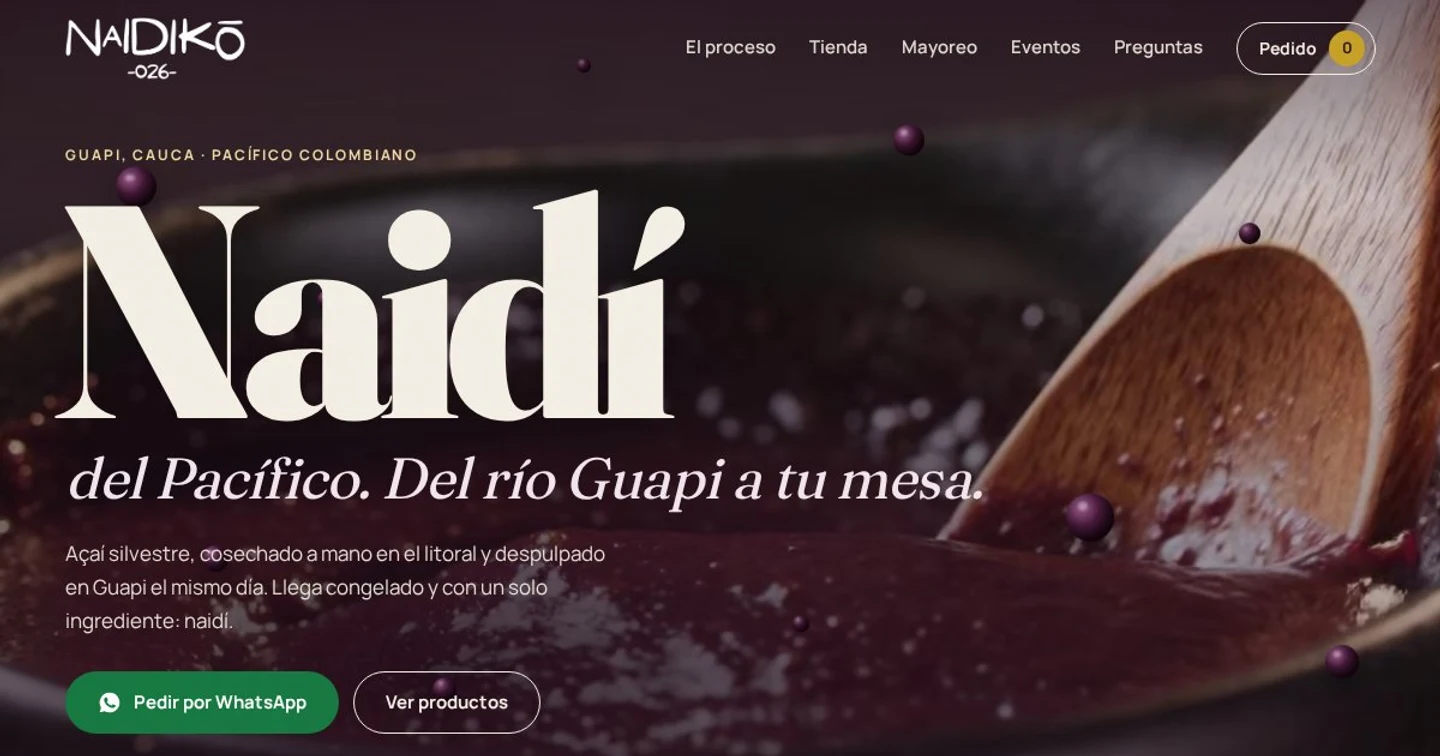 NAIDIKŌ
-026-
El proceso
Tienda
Mayoreo
Eventos
Preguntas
Pedido 0
GUAPI, CAUCA · PACÍFICO COLOMBIANO
Naidí
del Pacífico. Del río Guapi a tu mesa.
Açaí silvestre, cosechado a mano en el litoral y despulpado
en Guapi el mismo día. Llega congelado y con un solo
ingrediente: naidí.
Pedir por WhatsApp
Ver productos